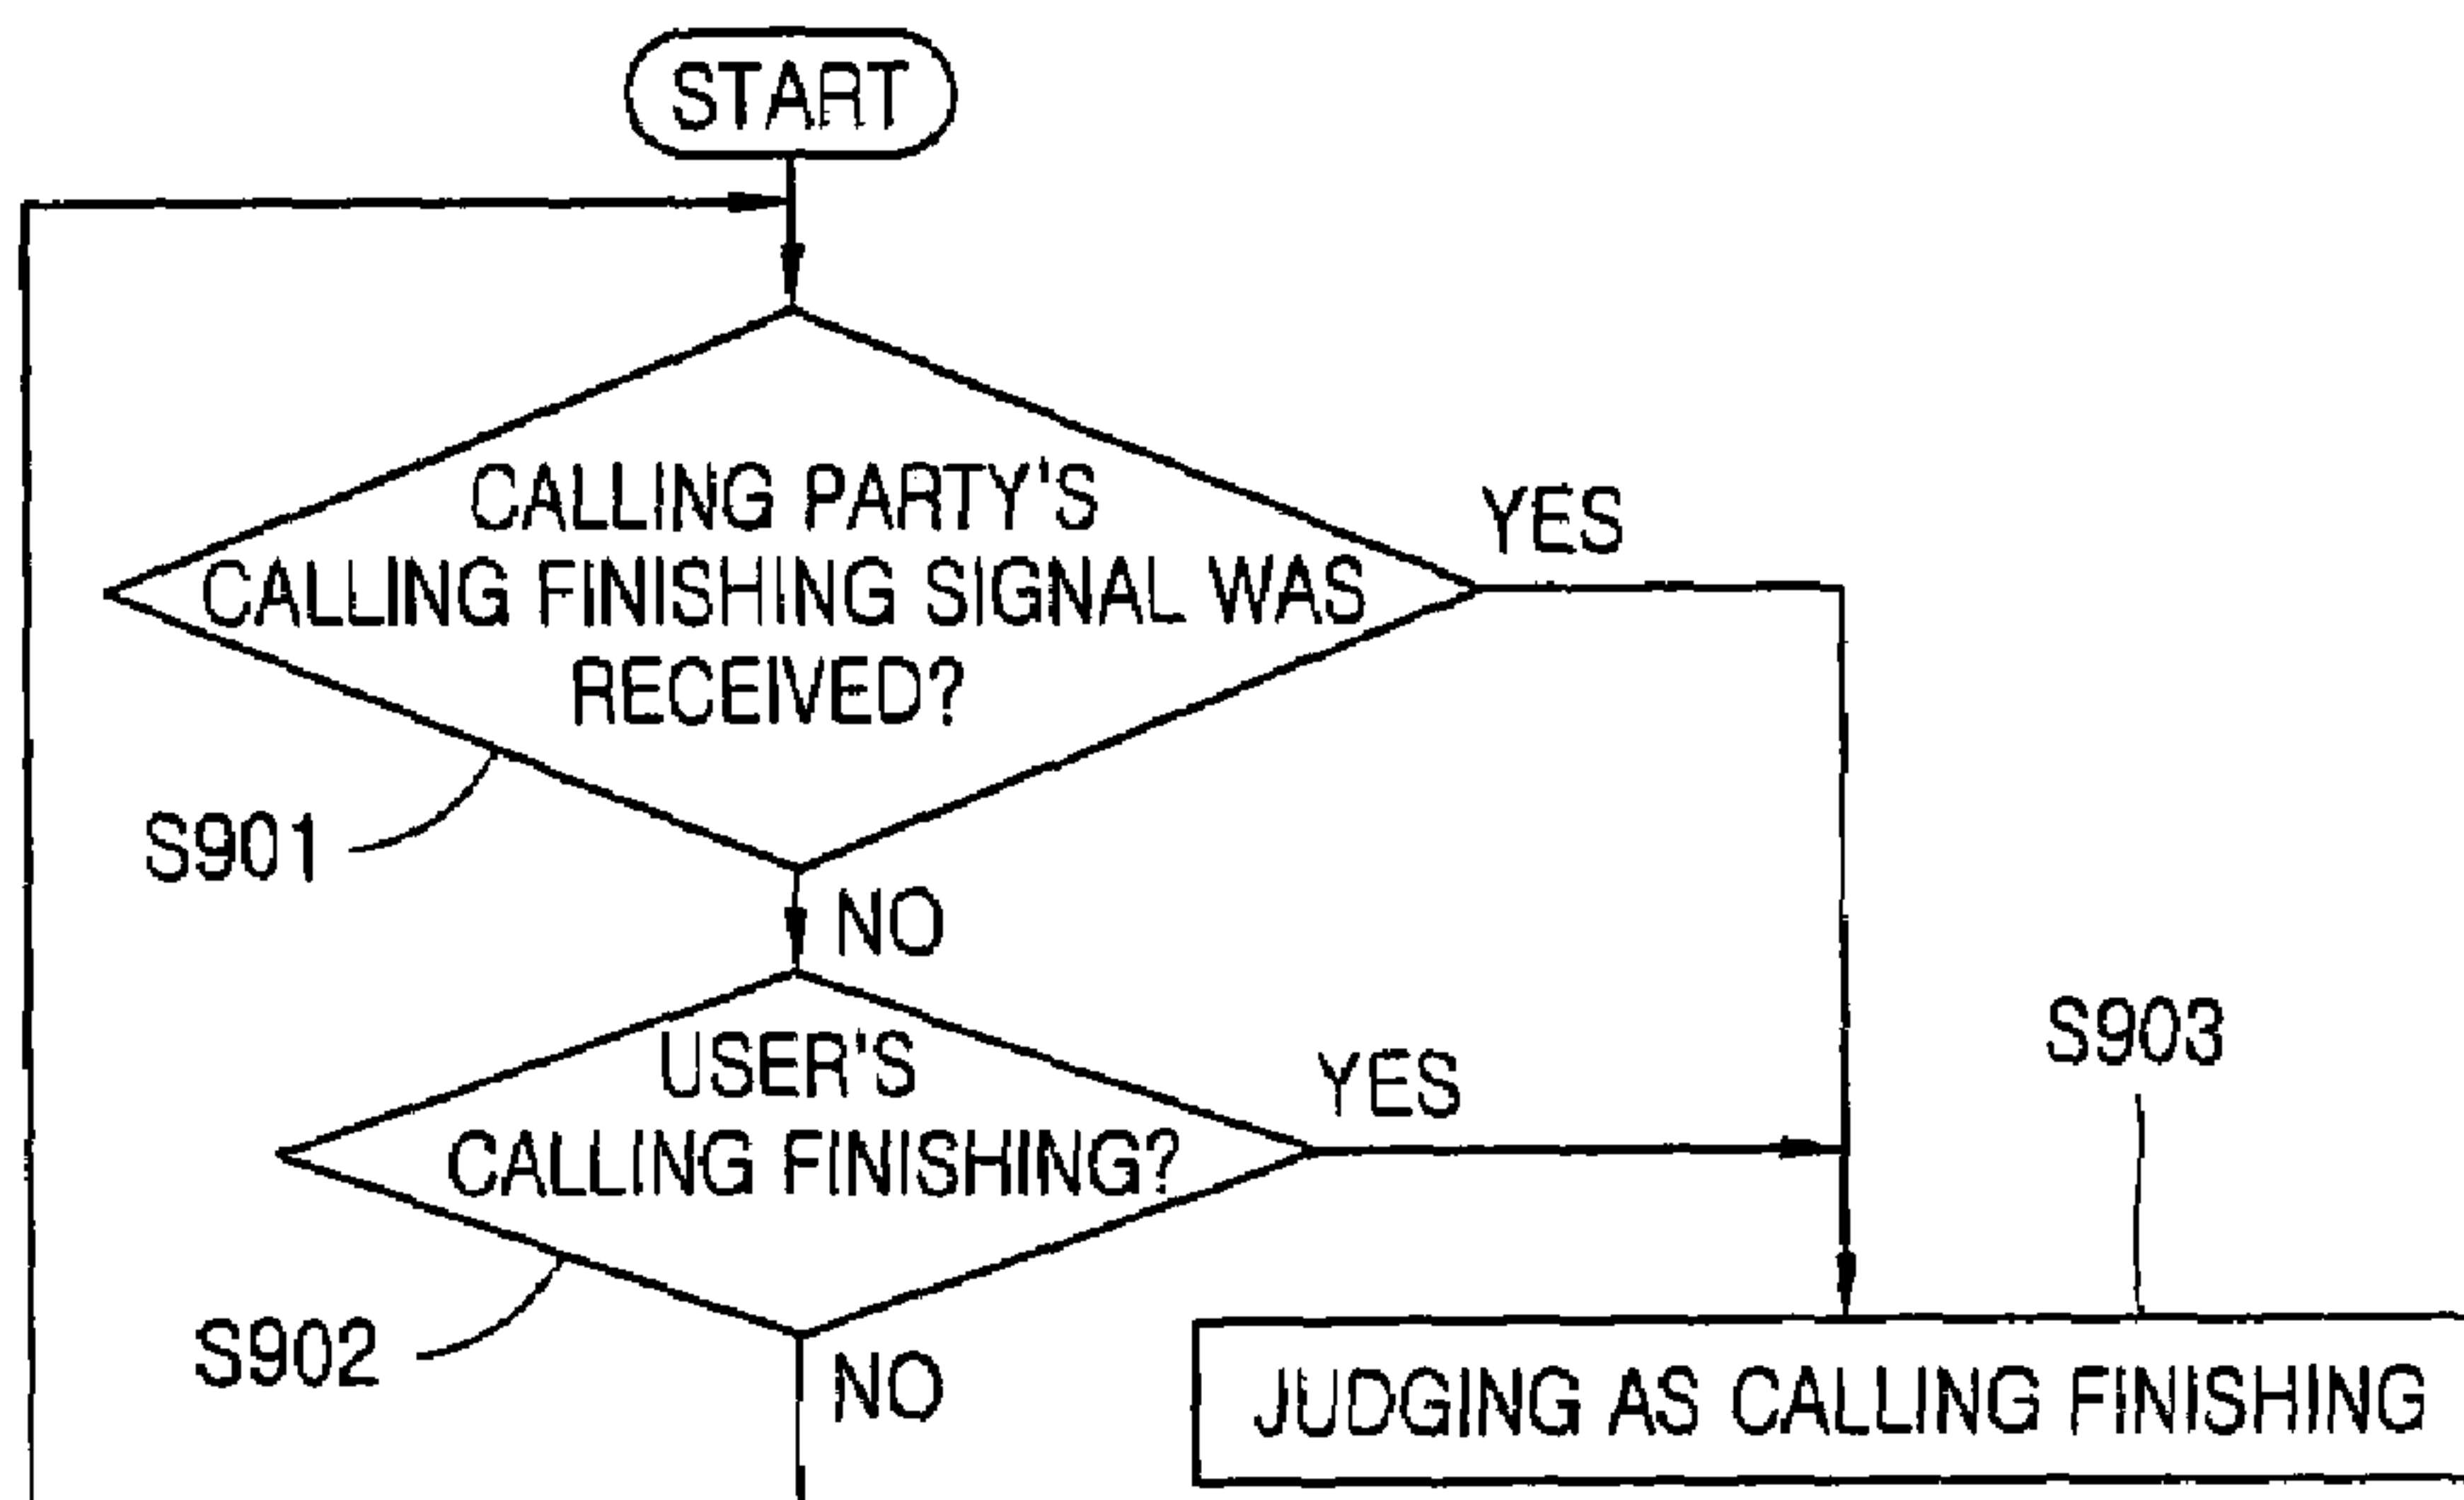 START
CALLING PARTY'S
CALLING FINISHING SIGNAL WAS
RECEIVED?
YES
S901
NO
USER'S
CALLING FINISHING?
YES
S903
S902
NO
JUDGING AS CALLING FINISHING